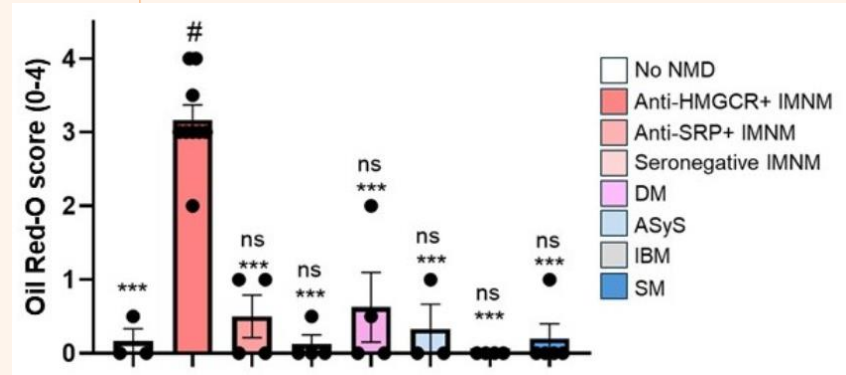 Oil Red-O score (0-4)
4
3
2
1
0
***
#
ns
***
ns
***
ns
***
ns
***
ns
***
ns
***
No NMD
Anti-HMGCR+ IMNM
Anti-SRP+ IMNM
Seronegative IMNM
DM
ASyS
IBM
SM